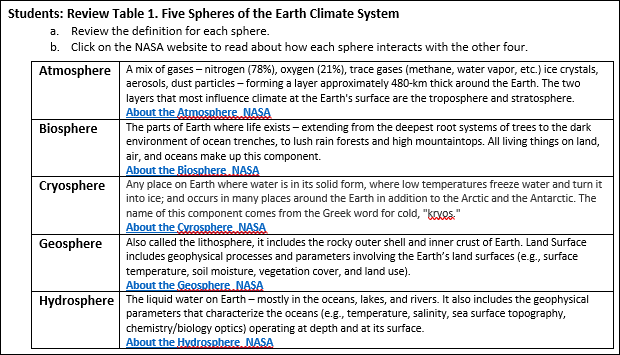 Students: Review Table 1. Five Spheres of the Earth Climate System
a. Review the definition for each sphere.
b. Click on the NASA website to read about how each sphere interacts with the other four.
Atmosphere
A mix of gases – nitrogen (78%), oxygen (21%), trace gases (methane, water vapor, etc.) ice crystals,
aerosols, dust particles – forming a layer approximately 480-km thick around the Earth. The two
layers that most influence climate at the Earth's surface are the troposphere and stratosphere.
About the Atmosphere_NASA
Biosphere
The parts of Earth where life exists – extending from the deepest root systems of trees to the dark
environment of ocean trenches, to lush rain forests and high mountaintops. All living things on land,
air, and oceans make up this component.
About the Biosphere_NASA
Cryosphere
Any place on Earth where water is in its solid form, where low temperatures freeze water and turn it
into ice; and occurs in many places around the Earth in addition to the Arctic and the Antarctic. The
name of this component comes from the Greek word for cold, "kryos."
About the Cyrosphere_NASA
Geosphere
Also called the lithosphere, it includes the rocky outer shell and inner crust of Earth. Land Surface
includes geophysical processes and parameters involving the Earth's land surfaces (e.g., surface
temperature, soil moisture, vegetation cover, and land use).
About the Geosphere_NASA
Hydrosphere
The liquid water on Earth – mostly in the oceans, lakes, and rivers. It also includes the geophysical
parameters that characterize the oceans (e.g., temperature, salinity, sea surface topography,
chemistry/biology optics) operating at depth and at its surface.
About the Hydrosphere_NASA